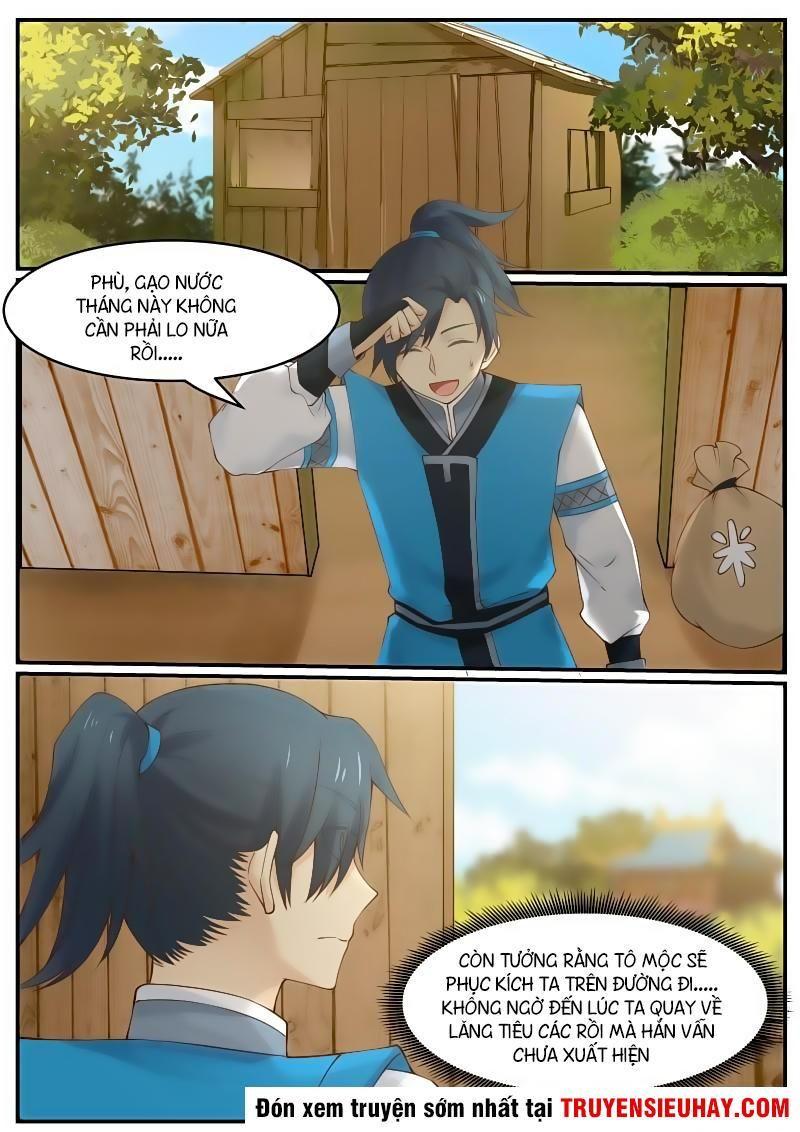 PHÙ, GẠO NƯỚC
THÁNG NÀY KHÔNG
CẦN PHẢI LO NỮA
RỒI.....
CÒN TƯỞNG RẰNG TÔ MỘC SẼ
PHỤC KÍCH TA TRÊN ĐƯỜNG ĐI.....
KHÔNG NGỜ ĐẾN LÚC TA QUAY VỀ
LĂNG TIÊU CÁC RỒI MÀ HẮN VẪN
CHƯA XUẤT HIỆN
Đón xem truyện sớm nhất tại TRUYENSIEUHAY.COM